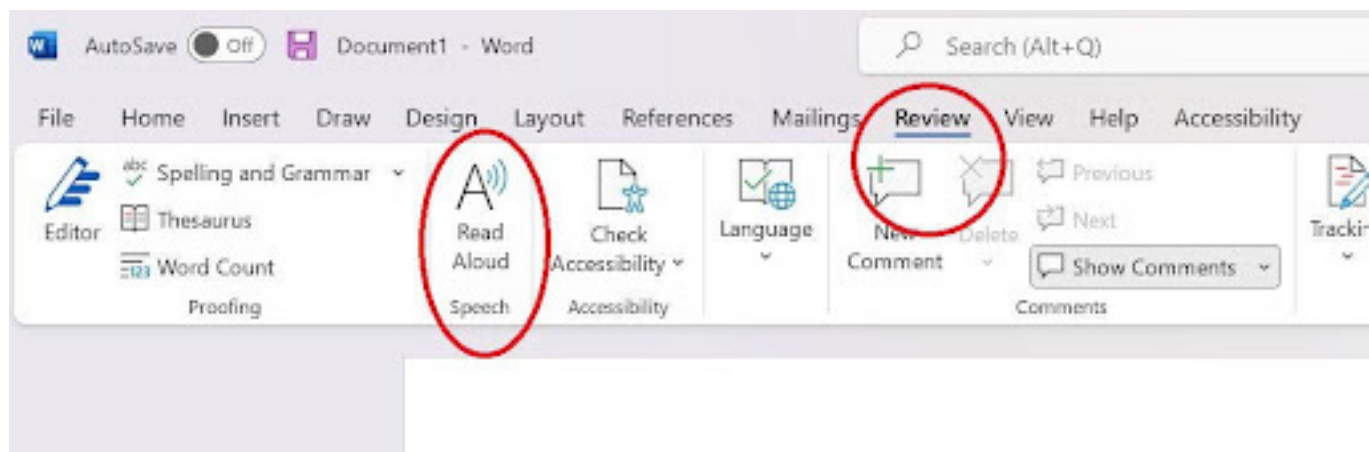 AutoSave Off Document1 - Word Search (Alt+Q)
File Home Insert Draw Design Layout References Mailings Review View Help Accessibility
Editor
Spelling and Grammar
Thesaurus
Word Count
Proofing
Read
Aloud
Speech
Check
Accessibility
Accessibility
Language
New
Comment
Delete
Previous
Next
Show Comments
Comments